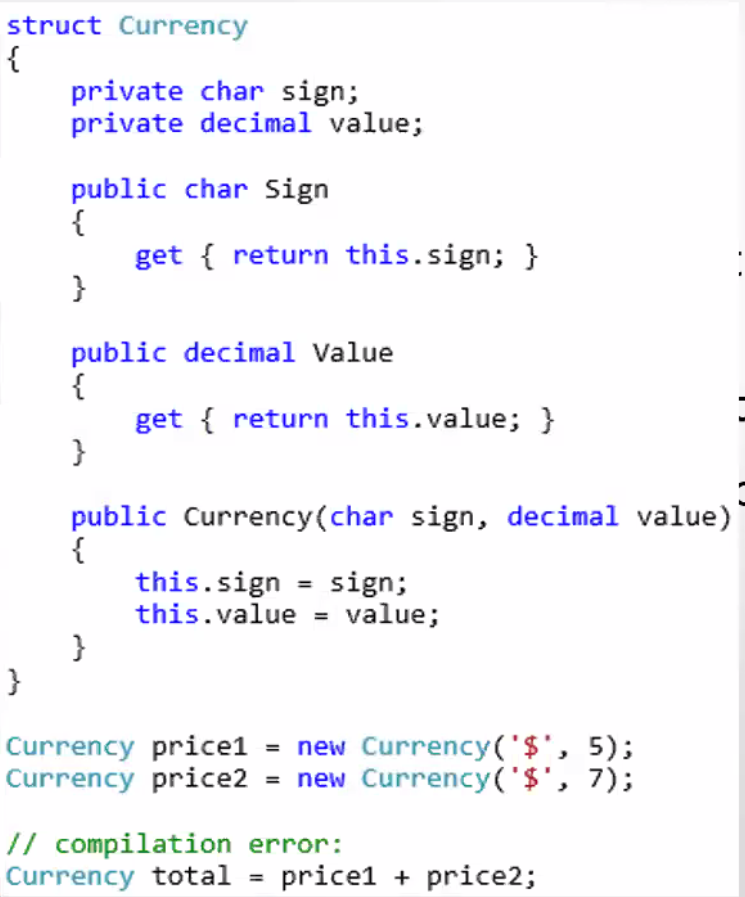 struct Currency
{
    private char sign;
    private decimal value;

    public char Sign
    {
        get { return this.sign; }
    }

    public decimal Value
    {
        get { return this.value; }
    }

    public Currency(char sign, decimal value)
    {
        this.sign = sign;
        this.value = value;
    }
}

Currency price1 = new Currency('$', 5);
Currency price2 = new Currency('$', 7);

// compilation error:
Currency total = price1 + price2;